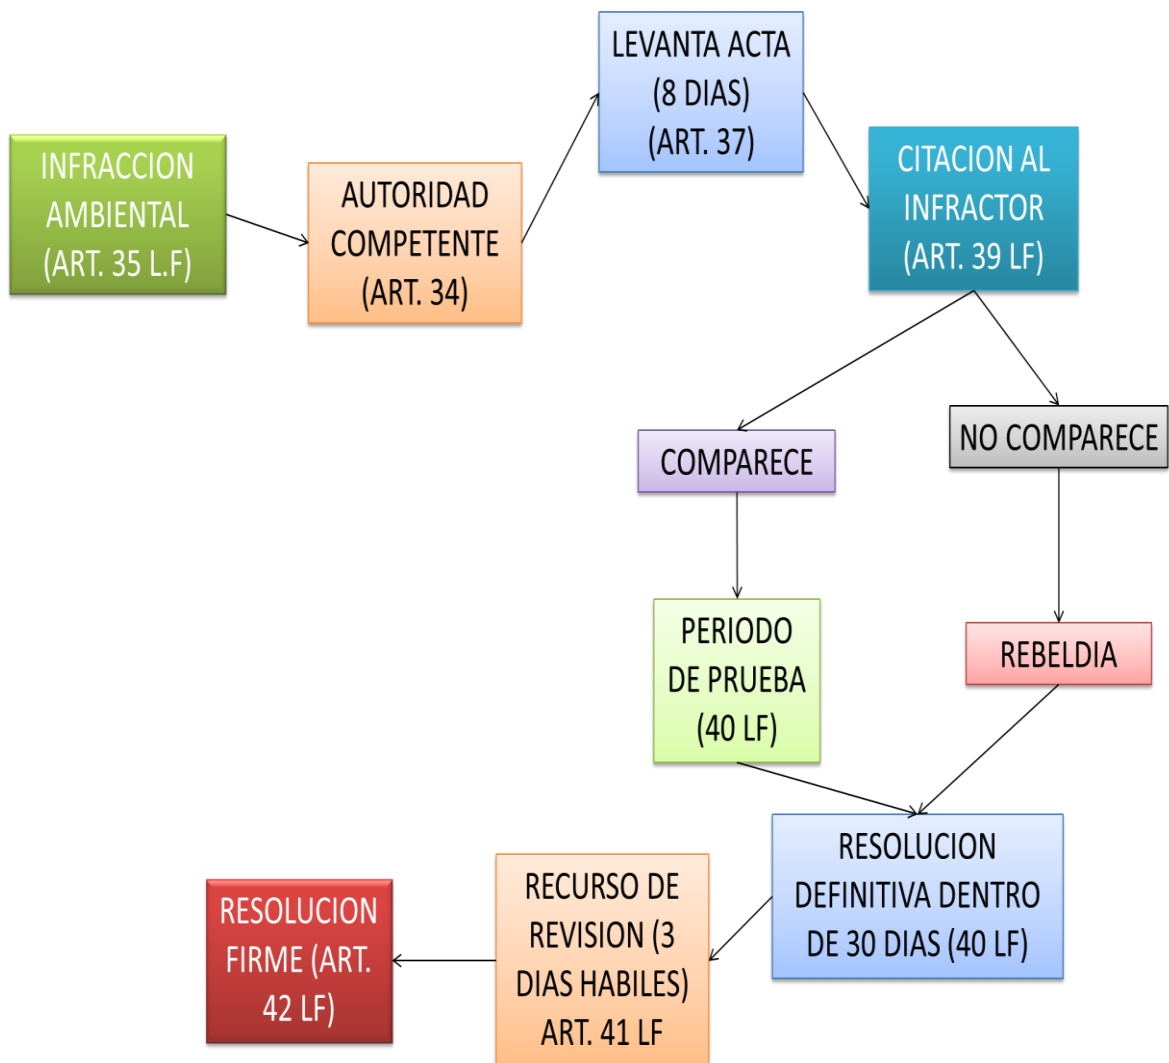 INFRACCION
AMBIENTAL
(ART. 35 L.F)
AUTORIDAD
COMPETENTE
(ART. 34)
LEVANTA ACTA
(8 DIAS)
(ART. 37)
CITACION AL
INFRACTOR
(ART. 39 LF)
COMPARECE
NO COMPARECE
PERIODO
DE PRUEBA
(40 LF)
REBELDIA
RESOLUCION
DEFINITIVA DENTRO
DE 30 DIAS (40 LF)
RECURSO DE
REVISION (3
DIAS HABILES)
ART. 41 LF
RESOLUCION
FIRME (ART.
42 LF)